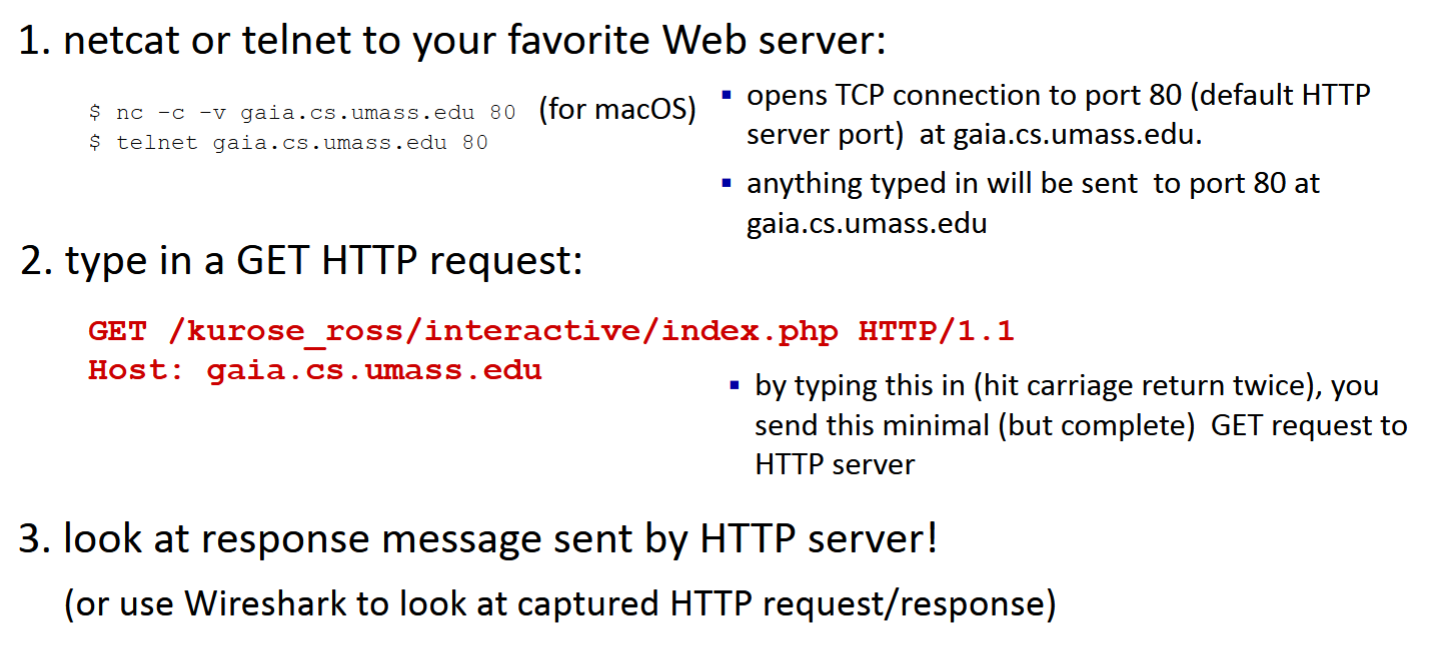 1. netcat or telnet to your favorite Web server:
$ nc -c -v gaia.cs.umass.edu 80 (for macOS)
$ telnet gaia.cs.umass.edu 80
▪ opens TCP connection to port 80 (default HTTP
server port) at gaia.cs.umass.edu.
▪ anything typed in will be sent to port 80 at
gaia.cs.umass.edu
2. type in a GET HTTP request:
GET /kurose_ross/interactive/index.php HTTP/1.1
Host: gaia.cs.umass.edu
▪ by typing this in (hit carriage return twice), you
send this minimal (but complete) GET request to
HTTP server
3. look at response message sent by HTTP server!
(or use Wireshark to look at captured HTTP request/response)